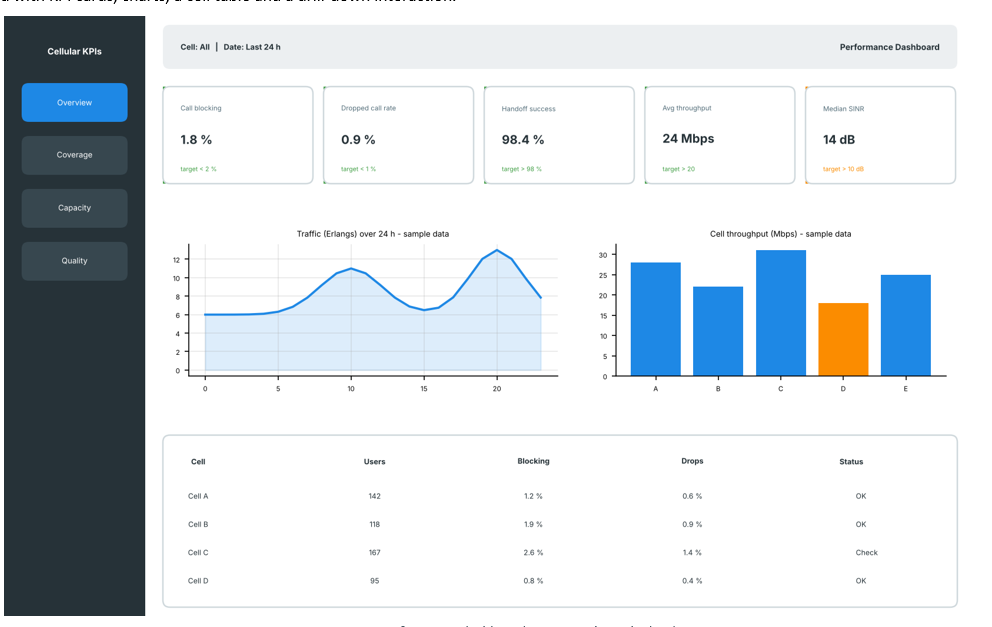 Cellular KPIs
Overview
Coverage
Capacity
Quality
Cell: All | Date: Last 24 h Performance Dashboard
Call blocking
1.8 %
target < 2 %
Dropped call rate
0.9 %
target < 1 %
Handoff success
98.4 %
target > 98 %
Avg throughput
24 Mbps
target > 20
Median SINR
14 dB
target > 10 dB
Traffic (Erlangs) over 24 h - sample data
12
10
8
6
4
2
0
0 5 10 15 20
Cell throughput (Mbps) - sample data
30
25
20
15
10
5
0
A B C D E
Cell Users Blocking Drops Status
Cell A 142 1.2 % 0.6 % OK
Cell B 118 1.9 % 0.9 % OK
Cell C 167 2.6 % 1.4 % Check
Cell D 95 0.8 % 0.4 % OK